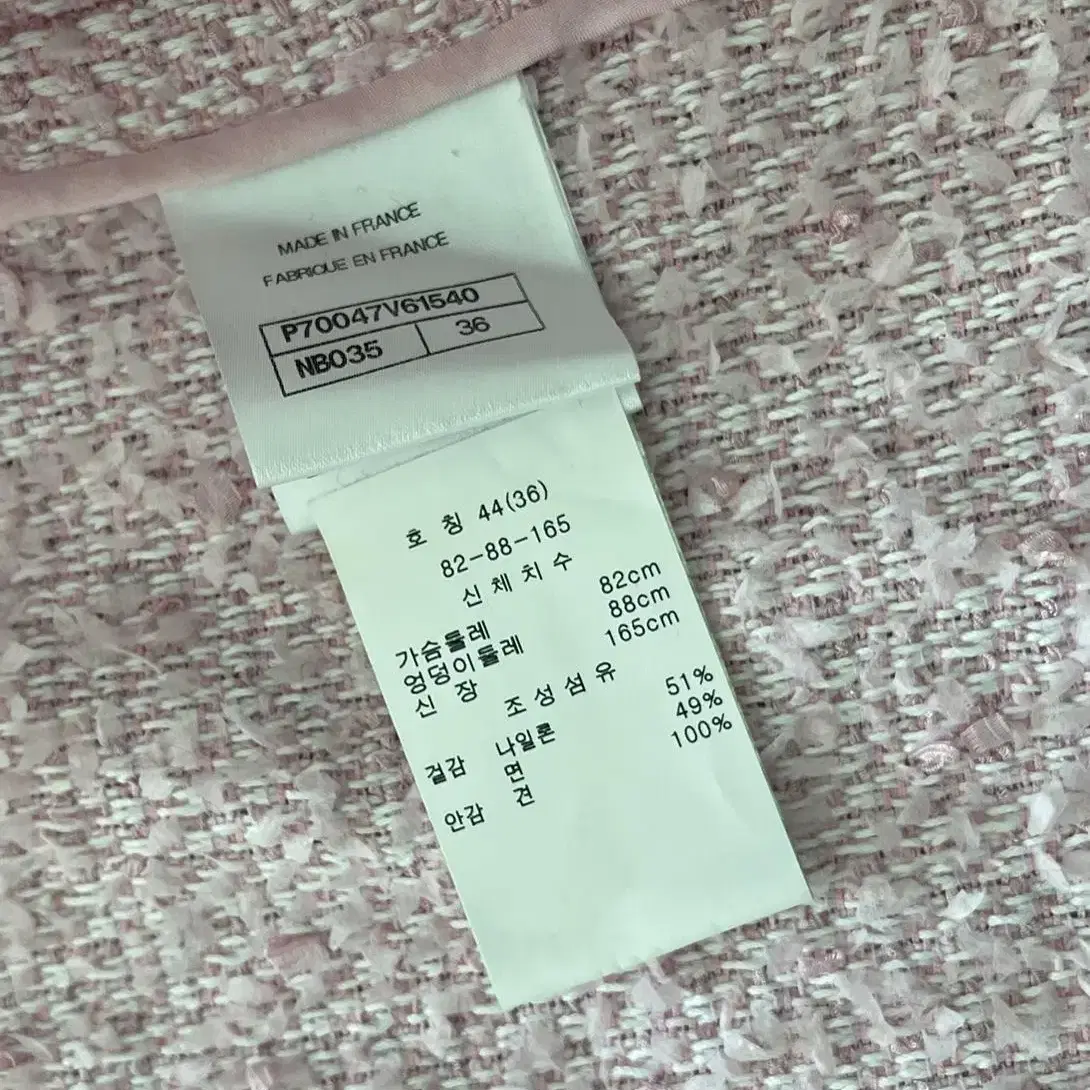 MADE IN FRANCE
FABRIQUE EN FRANCE
P70047V61540
NB035 36
호 칭 44(36)
82-88-165
신 체 치 수
가슴둘레 82cm
엉덩이둘레 88cm
신 장 165cm
조 성 섬 유
겉감 나일론 51%
면 49%
안감 견 100%